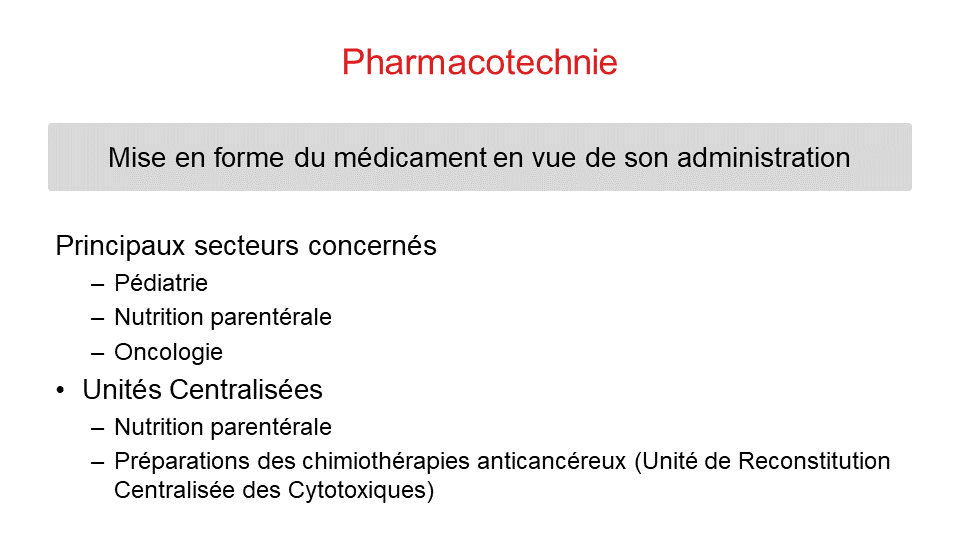 Pharmacotechnie
Mise en forme du médicament en vue de son administration
Principaux secteurs concernés
– Pédiatrie
– Nutrition parentérale
– Oncologie
• Unités Centralisées
– Nutrition parentérale
– Préparations des chimiothérapies anticancéreux (Unité de Reconstitution
Centralisée des Cytotoxiques)